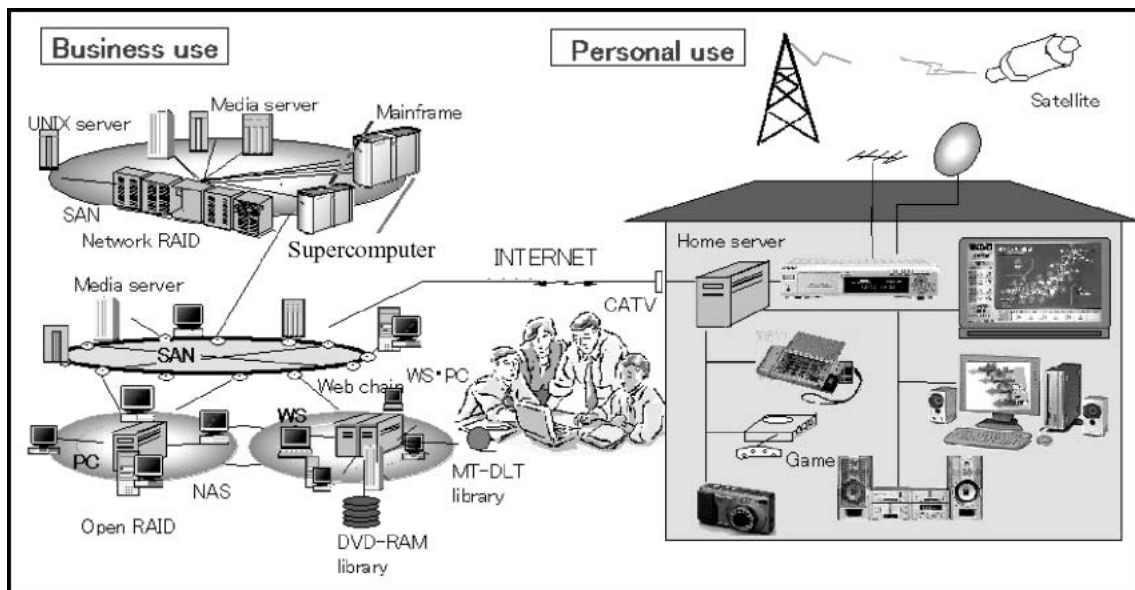 Business use
Personal use
UNIX server
Media server
Mainframe
Satellite
SAN
Network RAID
Supercomputer
Home server
INTERNET
CATV
Media server
SAN
Web chain
WS・PC
PC
WS
NAS
MT-DLT
library
Open RAID
DVD-RAM
library
Game